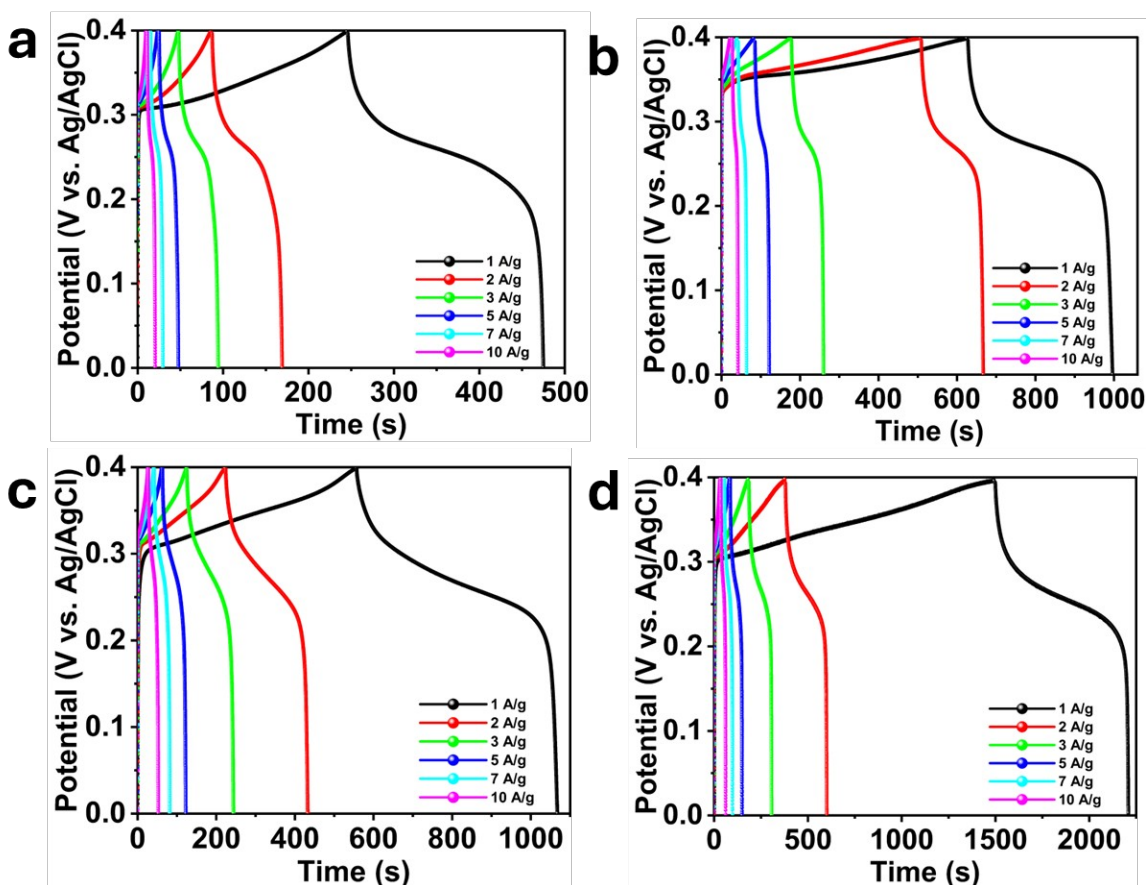 a
Potential (V vs. Ag/AgCl)
0.4
0.3
0.2
0.1
0.0
1 A/g
2 A/g
3 A/g
5 A/g
7 A/g
10 A/g
0 100 200 300 400 500
Time (s)
b
Potential (V vs. Ag/AgCl)
0.4
0.3
0.2
0.1
0.0
1 A/g
2 A/g
3 A/g
5 A/g
7 A/g
10 A/g
0 200 400 600 800 1000
Time (s)
c
Potential (V vs. Ag/AgCl)
0.4
0.3
0.2
0.1
0.0
1 A/g
2 A/g
3 A/g
5 A/g
7 A/g
10 A/g
0 200 400 600 800 1000
Time (s)
d
Potential (V vs. Ag/AgCl)
0.4
0.3
0.2
0.1
0.0
1 A/g
2 A/g
3 A/g
5 A/g
7 A/g
10 A/g
0 500 1000 1500 2000
Time (s)